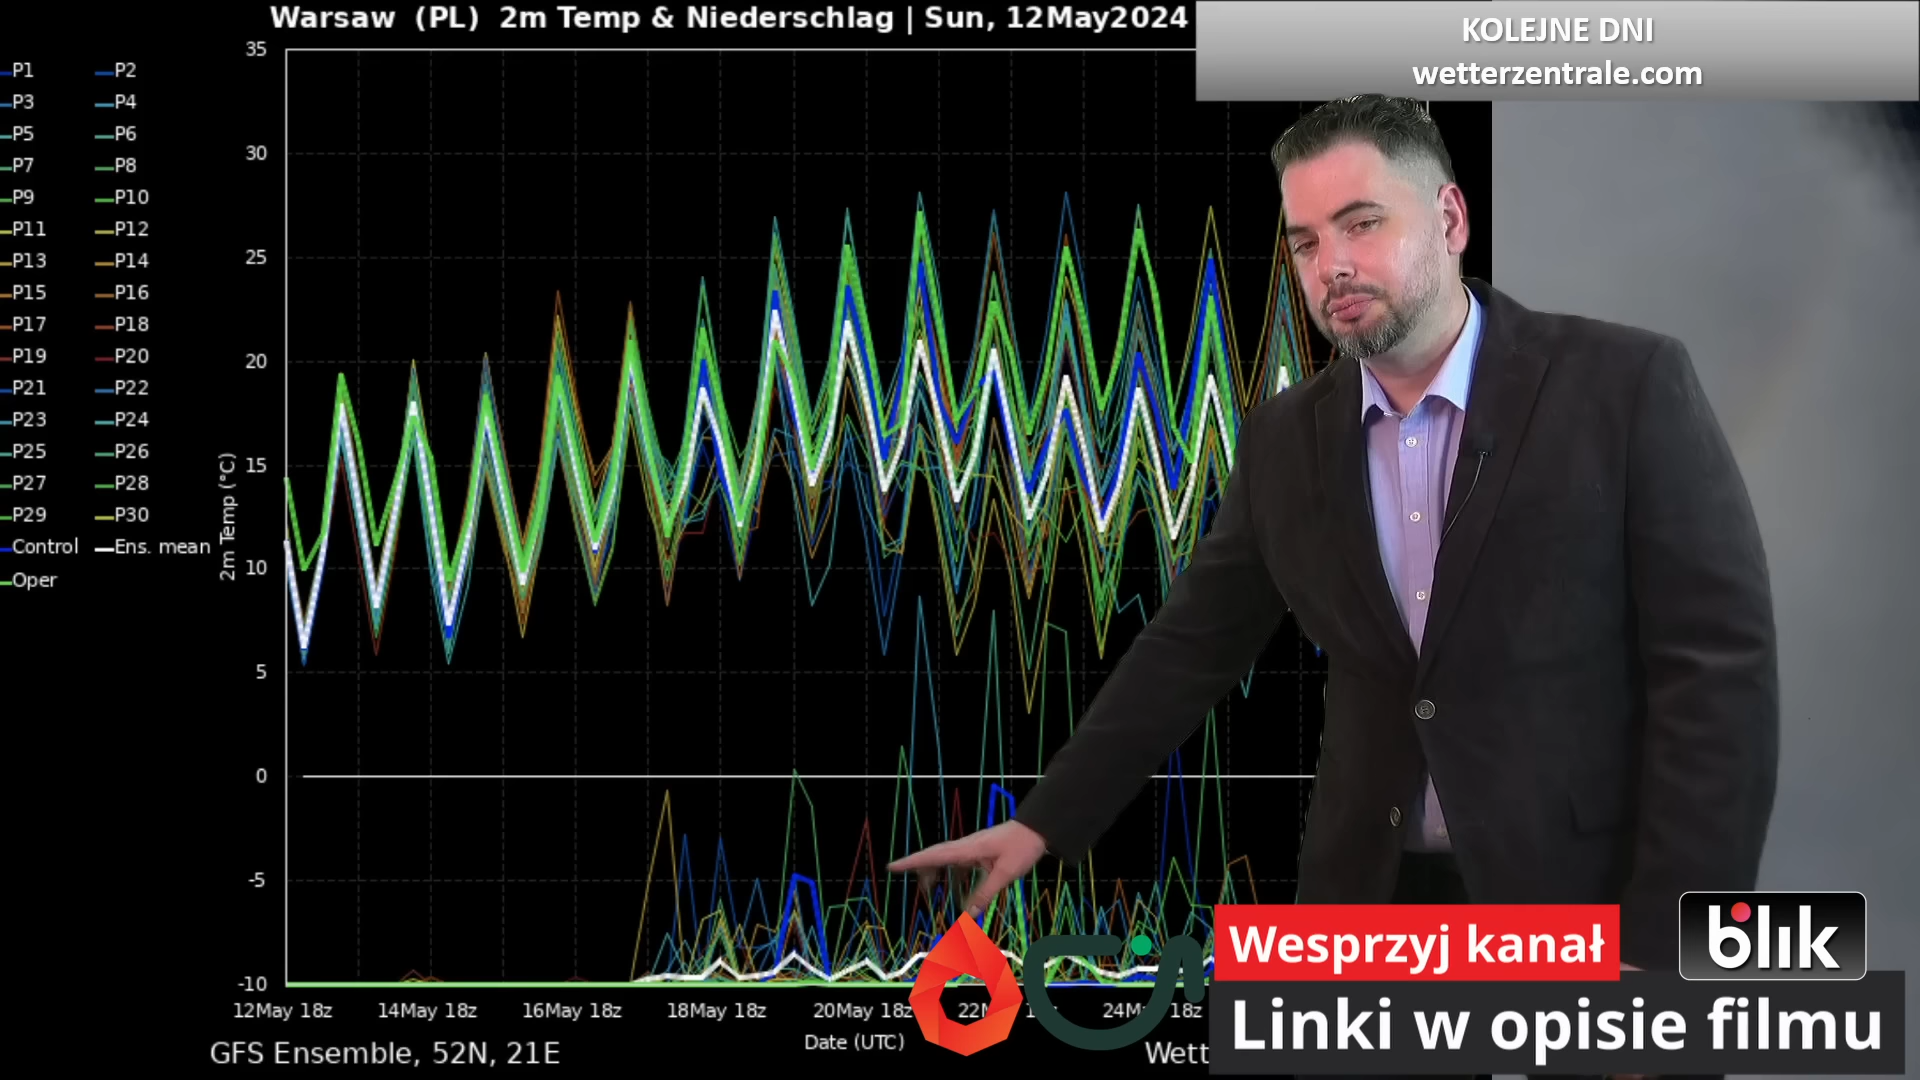 Warsaw (PL) 2m Temp & Niederschlag | Sun, 12May2024
KOLEJNE DNI
wetterzentrale.com
P1 P2
P3 P4
P5 P6
P7 P8
P9 P10
P11 P12
P13 P14
P15 P16
P17 P18
P19 P20
P21 P22
P23 P24
P25 P26
P27 P28
P29 P30
Control Ens. mean
Oper
2m Temp (°C)
35
30
25
20
15
10
5
0
-5
-10
12May 18z 14May 18z 16May 18z 18May 18z 20May 18z 24May 18z
Date (UTC)
GFS Ensemble, 52N, 21E
Wesprzyj kanał
blik
Linki w opisie filmu